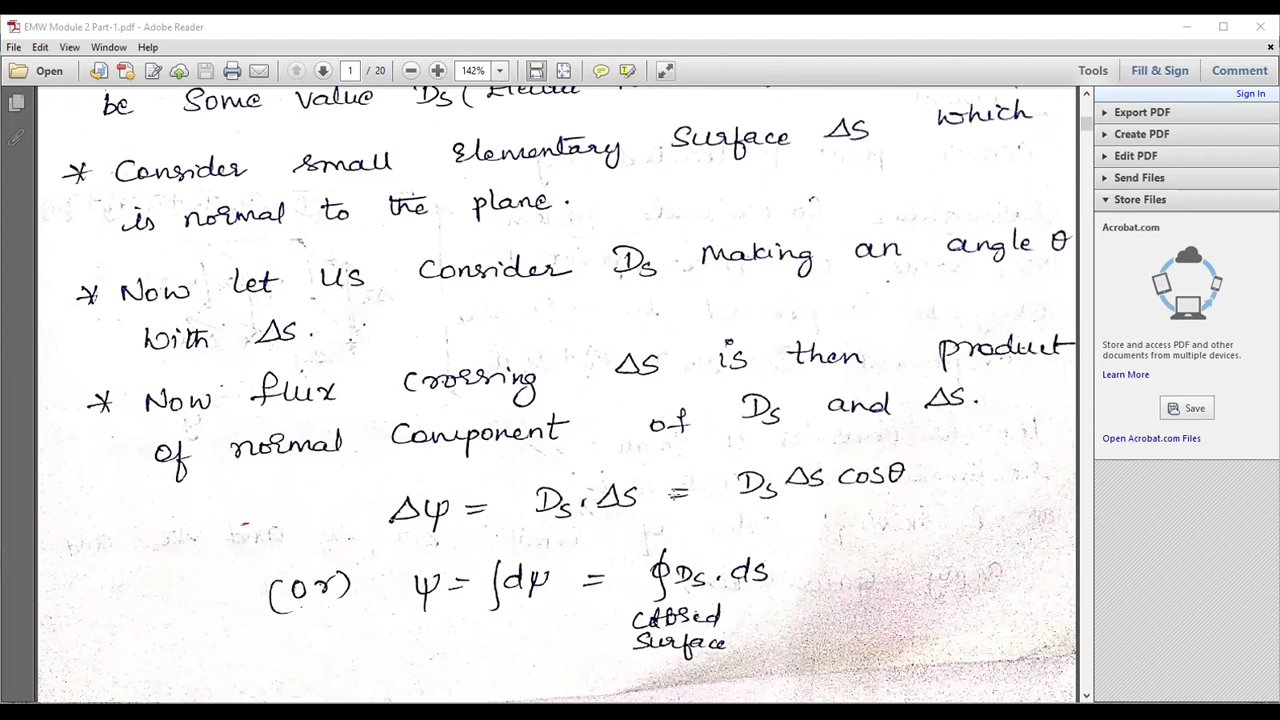 EMW Module 2 Part-1.pdf - Adobe Reader
File Edit View Window Help
Open 1 / 20 142% Tools Fill & Sign Comment
Sign In
be Some value Ds (
* Consider small Elementary Surface ΔS which
is normal to the plane.
* Now let us Consider Ds Making an angle θ
with ΔS.
* Now flux crossing ΔS is then product
of normal Component of Ds and ΔS.
Δψ = Ds . ΔS = Ds ΔS cosθ
(Or) ψ = ∫dψ = ∮Ds . ds
Closed
Surface
Export PDF
Create PDF
Edit PDF
Send Files
Store Files
Acrobat.com
Store and access PDF and other
documents from multiple devices.
Learn More
Save
Open Acrobat.com Files